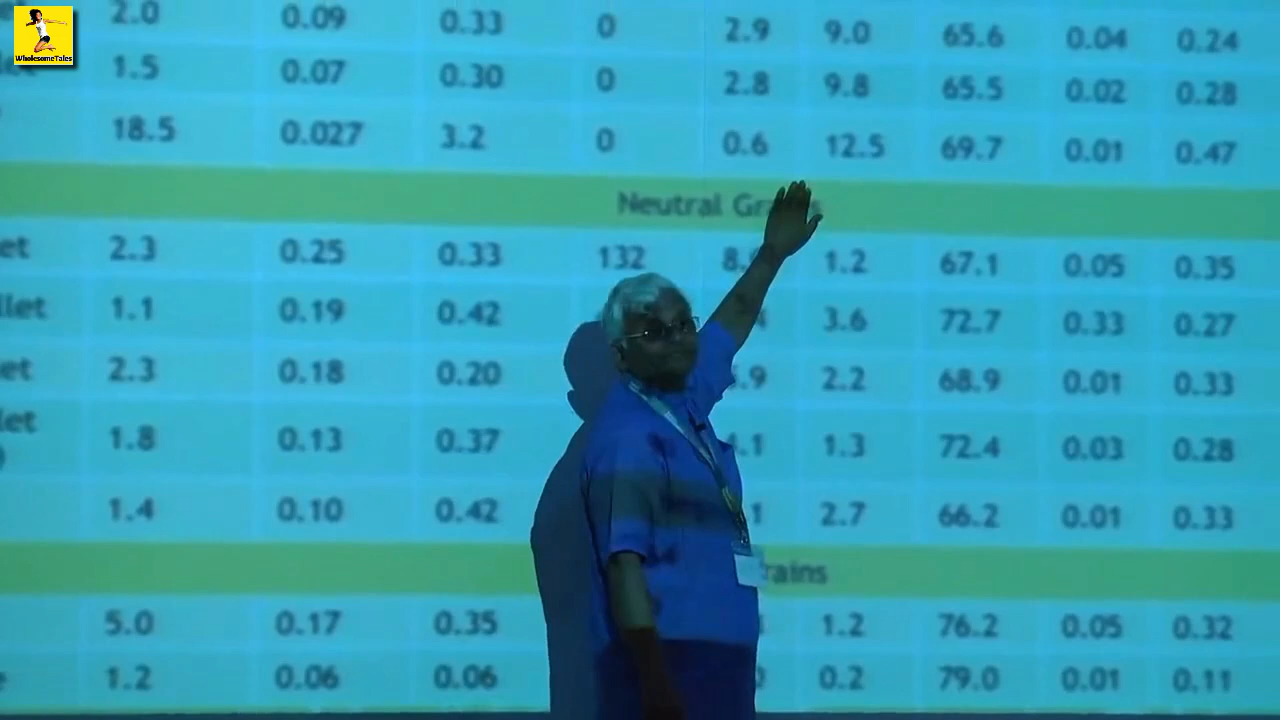 WholesomeTales
2.0 0.09 0.33 0 2.9 9.0 65.6 0.04 0.24
1.5 0.07 0.30 0 2.8 9.8 65.5 0.02 0.28
18.5 0.027 3.2 0 0.6 12.5 69.7 0.01 0.47
Neutral
et 2.3 0.25 0.33 132 8. 1.2 67.1 0.05 0.35
llet 1.1 0.19 0.42 3.6 72.7 0.33 0.27
et 2.3 0.18 0.20 .9 2.2 68.9 0.01 0.33
let 1.8 0.13 0.37 .1 1.3 72.4 0.03 0.28
1.4 0.10 0.42 1 2.7 66.2 0.01 0.33
rains
5.0 0.17 0.35 1.2 76.2 0.05 0.32
1.2 0.06 0.06 0.2 79.0 0.01 0.11